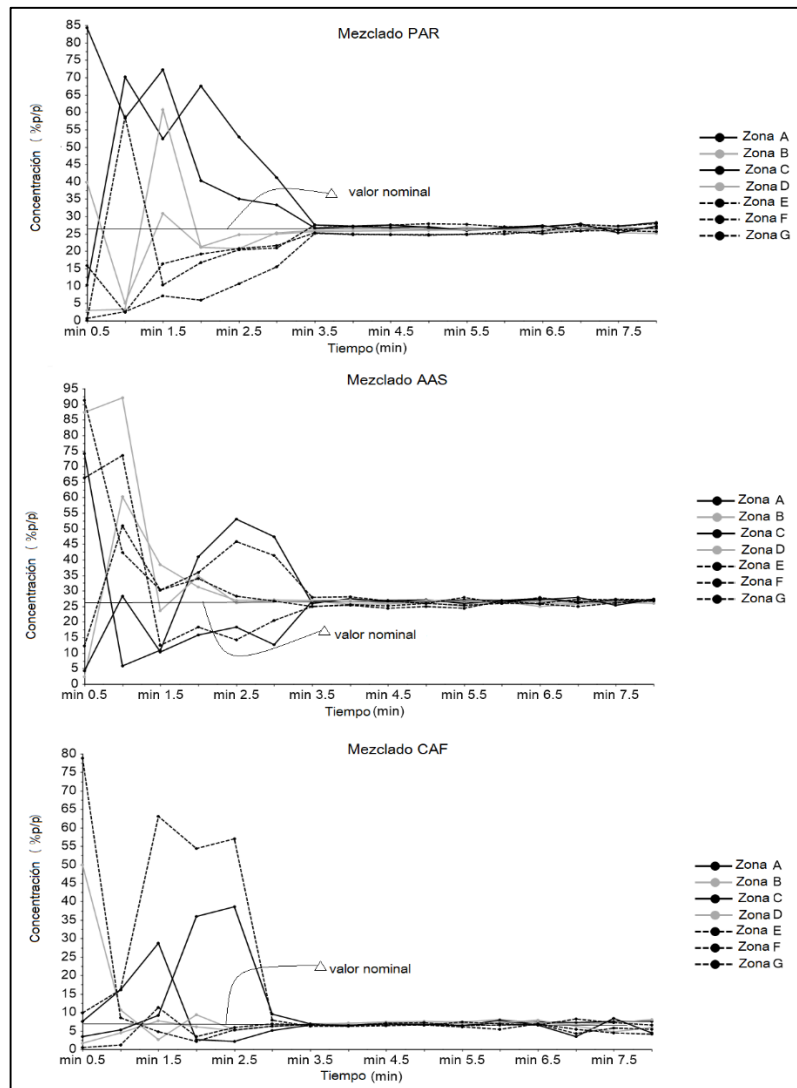 Mezclado PAR
Concentración ( %p/p)
85
80
75
70
65
60
55
50
45
40
35
30
25
20
15
10
5
0
valor nominal
min 0.5 min 1.5 min 2.5 min 3.5 min 4.5 min 5.5 min 6.5 min 7.5
Tiempo (min)
Zona A
Zona B
Zona C
Zona D
Zona E
Zona F
Zona G
Mezclado AAS
Concentración ( %p/p)
95
90
85
80
75
70
65
60
55
50
45
40
35
30
25
20
15
10
5
0
valor nominal
min 0.5 min 1.5 min 2.5 min 3.5 min 4.5 min 5.5 min 6.5 min 7.5
Tiempo (min)
Zona A
Zona B
Zona C
Zona D
Zona E
Zona F
Zona G
Mezclado CAF
Concentración ( %p/p)
80
75
70
65
60
55
50
45
40
35
30
25
20
15
10
5
0
valor nominal
min 0.5 min 1.5 min 2.5 min 3.5 min 4.5 min 5.5 min 6.5 min 7.5
Tiempo (min)
Zona A
Zona B
Zona C
Zona D
Zona E
Zona F
Zona G